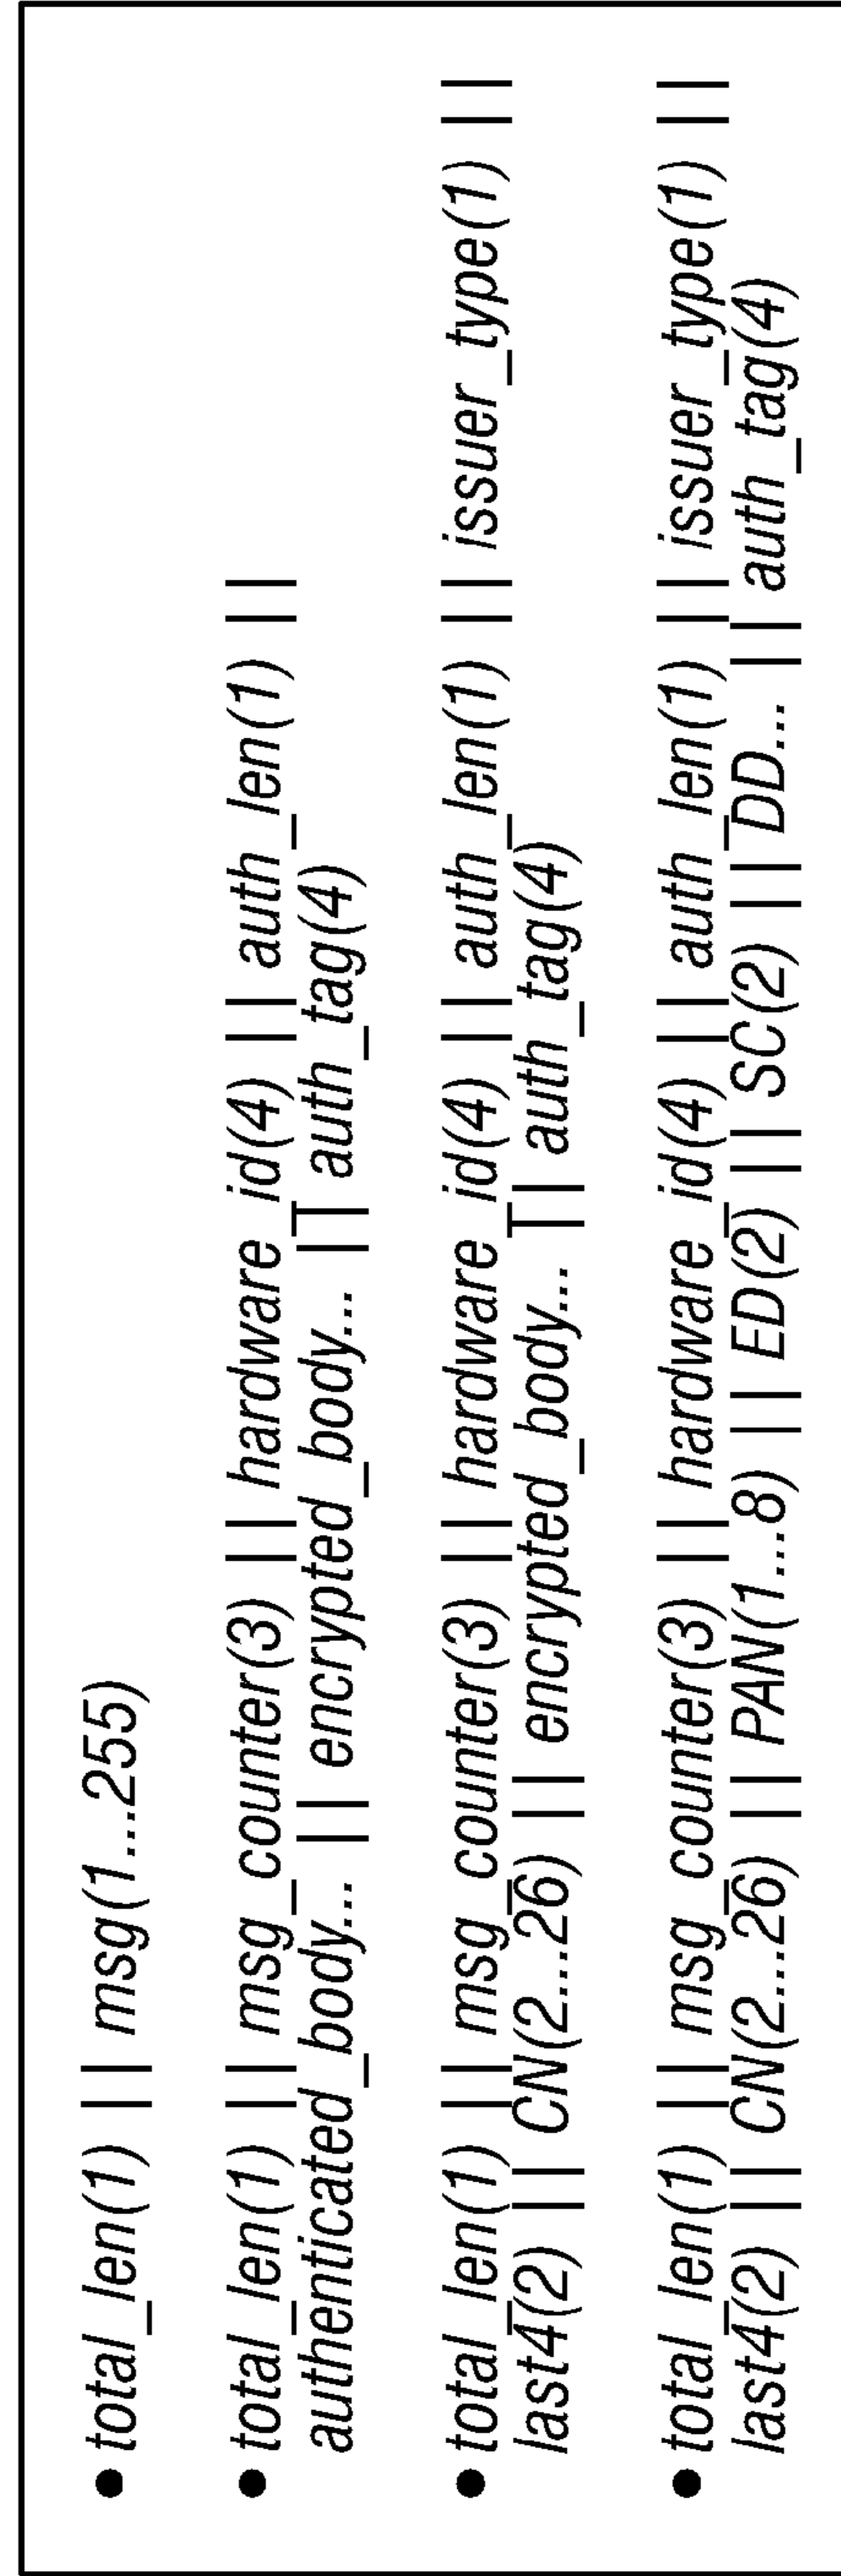 • total_len(1) || msg(1...255)
• total_len(1) || msg_counter(3) || hardware_id(4) || auth_len(1) ||
authenticated_body... || encrypted_body... || auth_tag(4)
• total_len(1) || msg_counter(3) || hardware_id(4) || auth_len(1) || issuer_type(1) ||
last4(2) || CN(2...26) || encrypted_body... || auth_tag(4)
• total_len(1) || msg_counter(3) || hardware_id(4) || auth_len(1) || issuer_type(1) ||
last4(2) || CN(2...26) || PAN(1...8) || ED(2) || SC(2) || DD... || auth_tag(4)